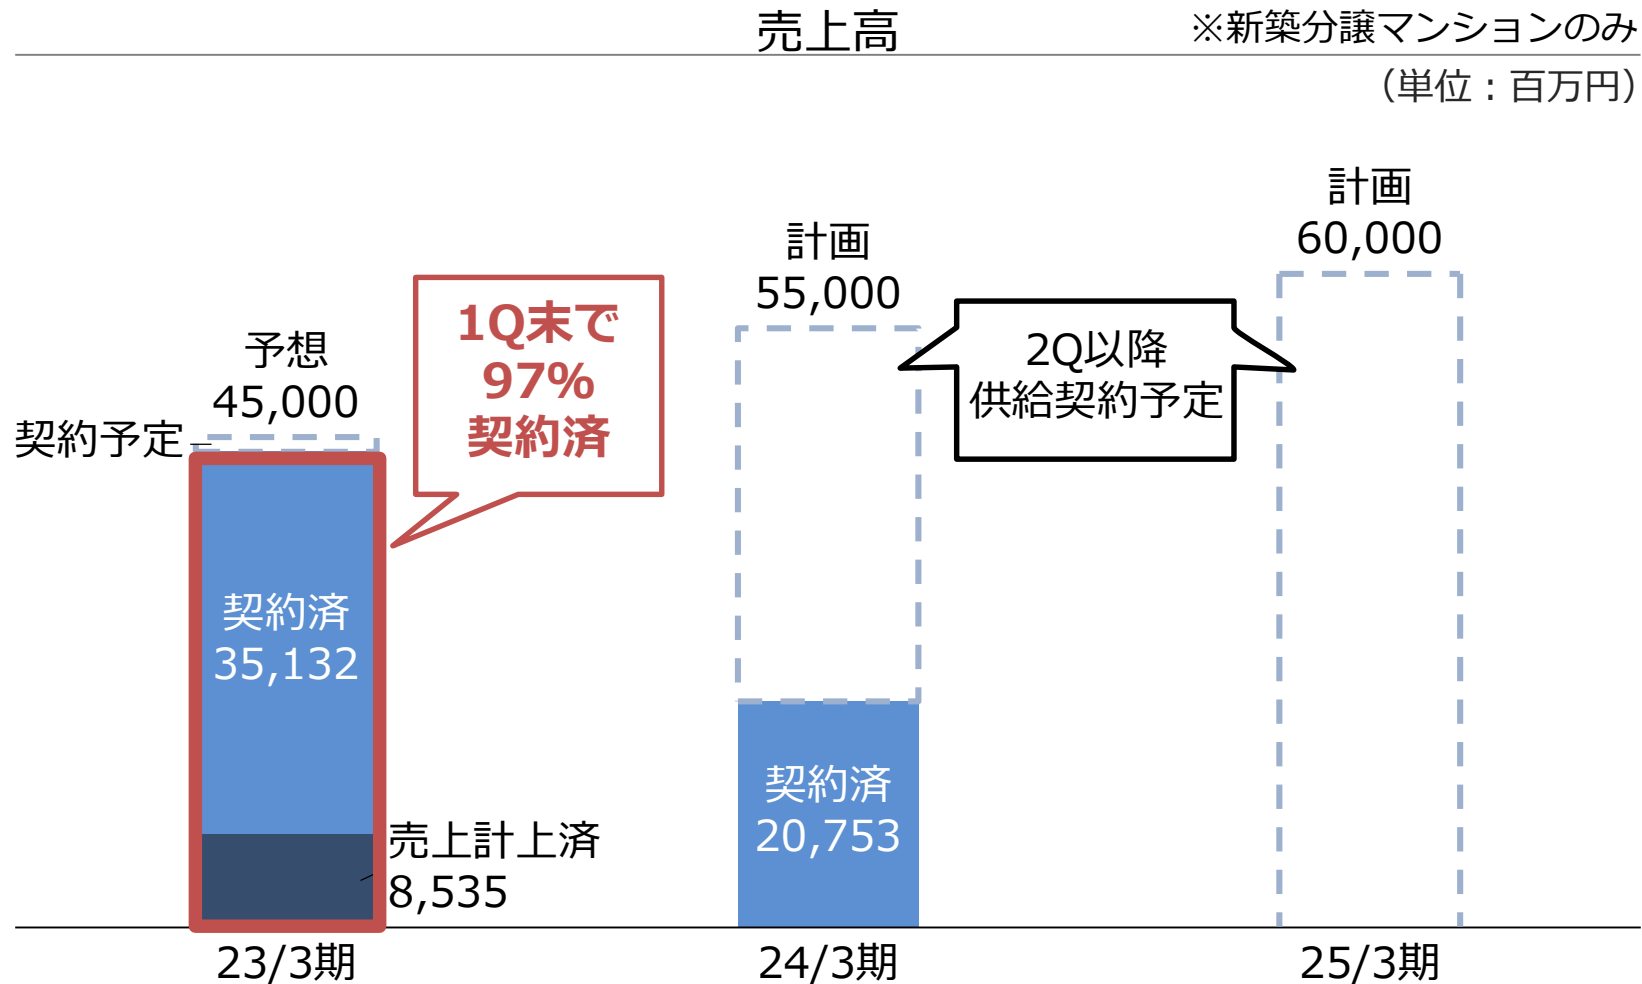 売上高
※新築分譲マンションのみ
（単位：百万円）
計画
60,000
計画
55,000
1Q末で
97%
契約済
2Q以降
供給契約予定
予想
45,000
契約予定
契約済
35,132
契約済
20,753
売上計上済
8,535
23/3期
24/3期
25/3期